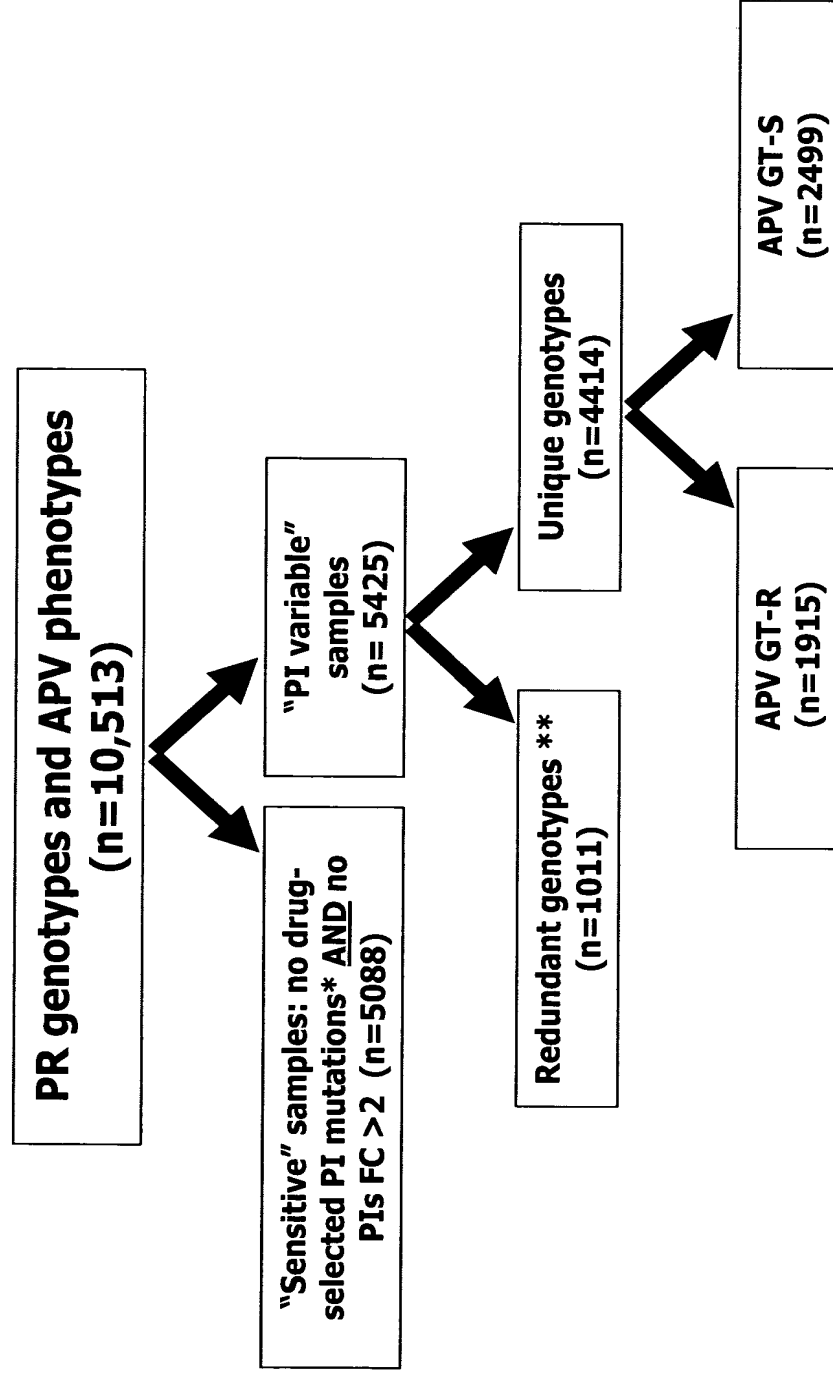 PR genotypes and APV phenotypes
(n=10,513)
"Sensitive" samples: no drug-
selected PI mutations* AND no
PIs FC >2 (n=5088)
"PI variable"
samples
(n= 5425)
Redundant genotypes **
(n=1011)
Unique genotypes
(n=4414)
APV GT-R
(n=1915)
APV GT-S
(n=2499)